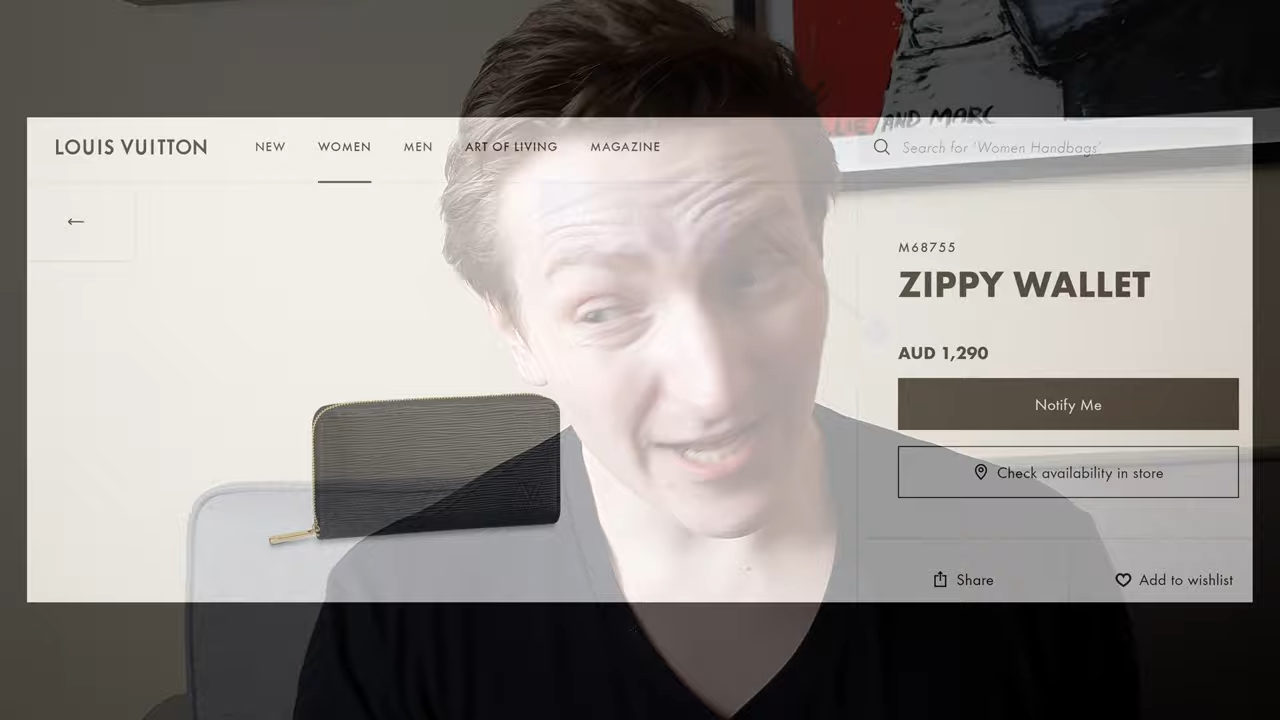 LIE AND MARC
LOUIS VUITTON
NEW
WOMEN
MEN
ART OF LIVING
MAGAZINE
Search for 'Women Handbags'
←
M68755
ZIPPY WALLET
AUD 1,290
Notify Me
Check availability in store
Share
Add to wishlist